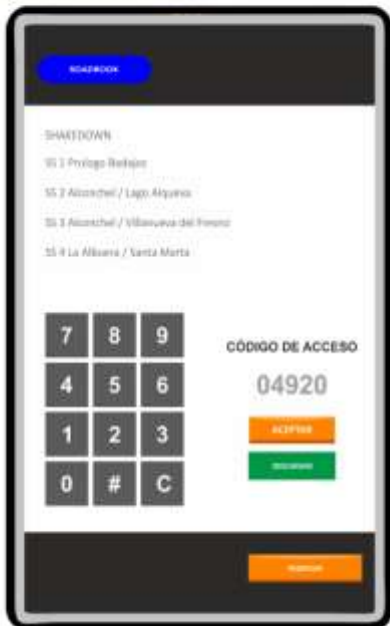 ROADBOOK
SHAKEDOWN
SS 1 Prologo Badajoz
SS 2 Alconchel / Lago Alqueva
SS 3 Alconchel / Villanueva del Fresno
SS 4 La Albuera / Santa Marta
7 8 9
CÓDIGO DE ACCESO
4 5 6
04920
1 2 3
ACEPTAR
0 # C